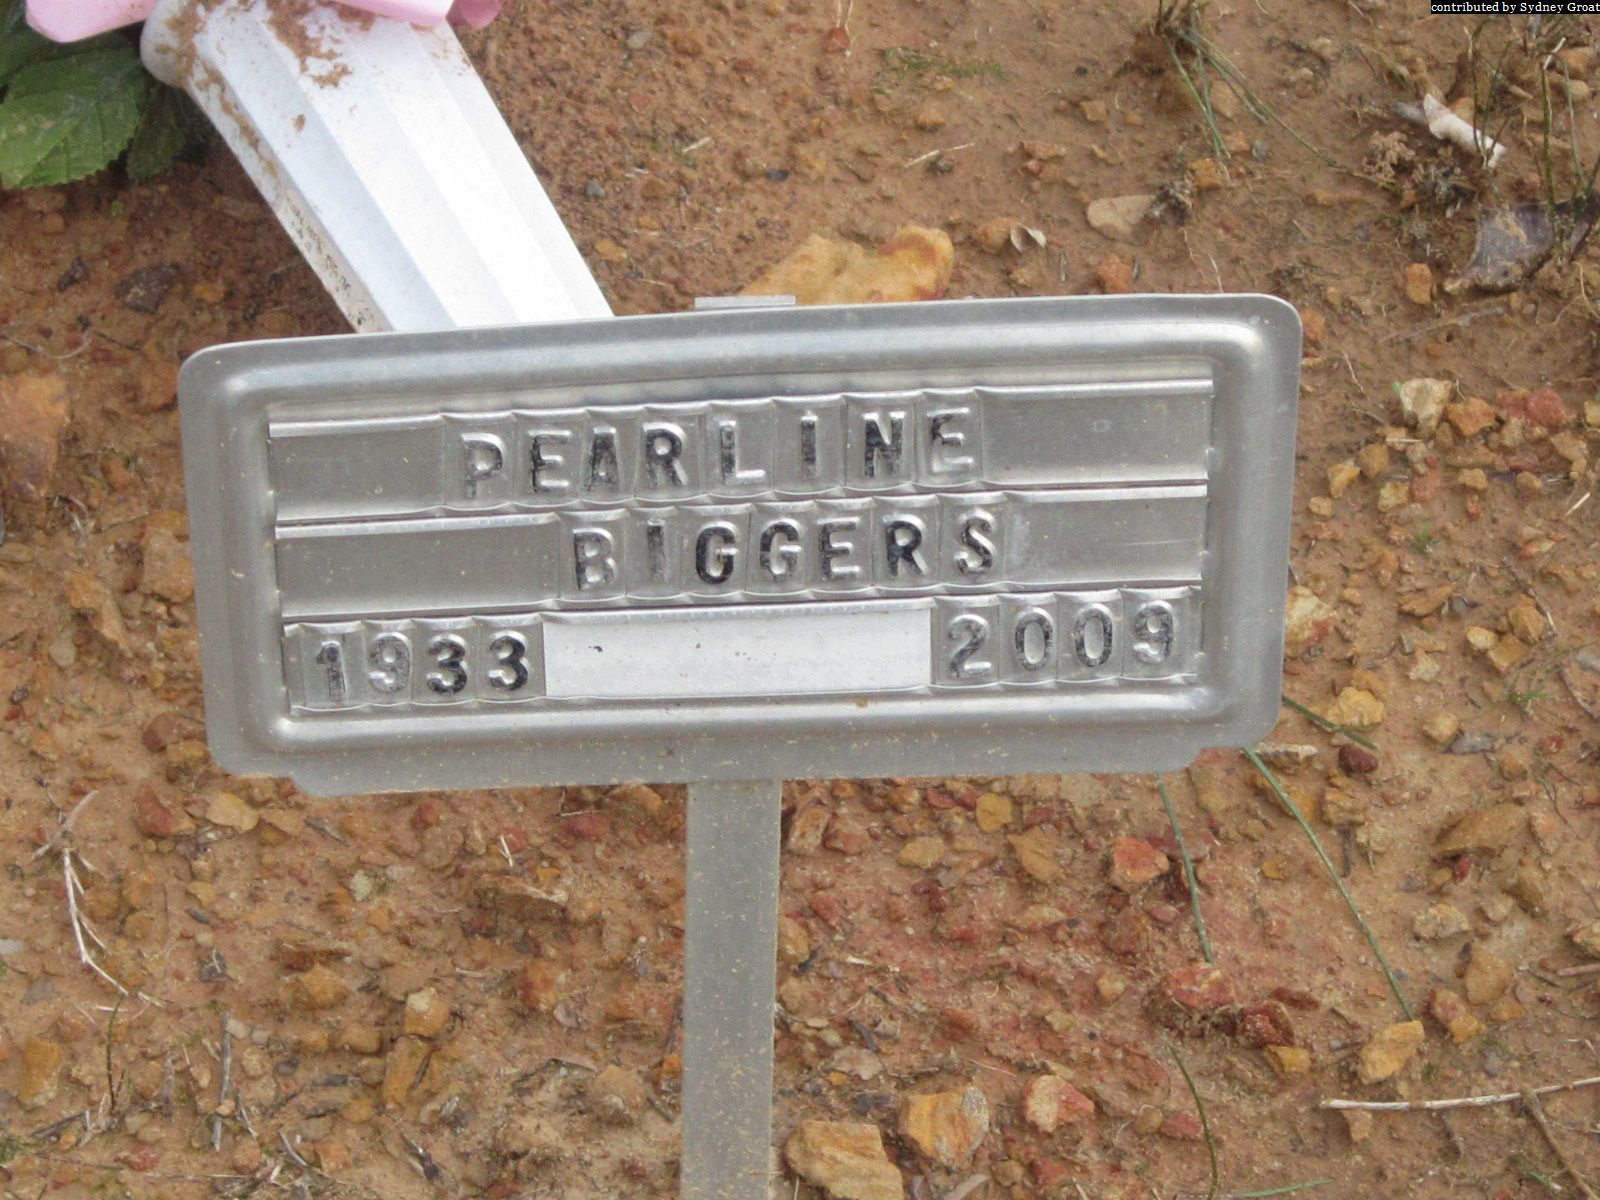 contributed by Sydney Groat
PEARLINE
BIGGERS
1933 2009